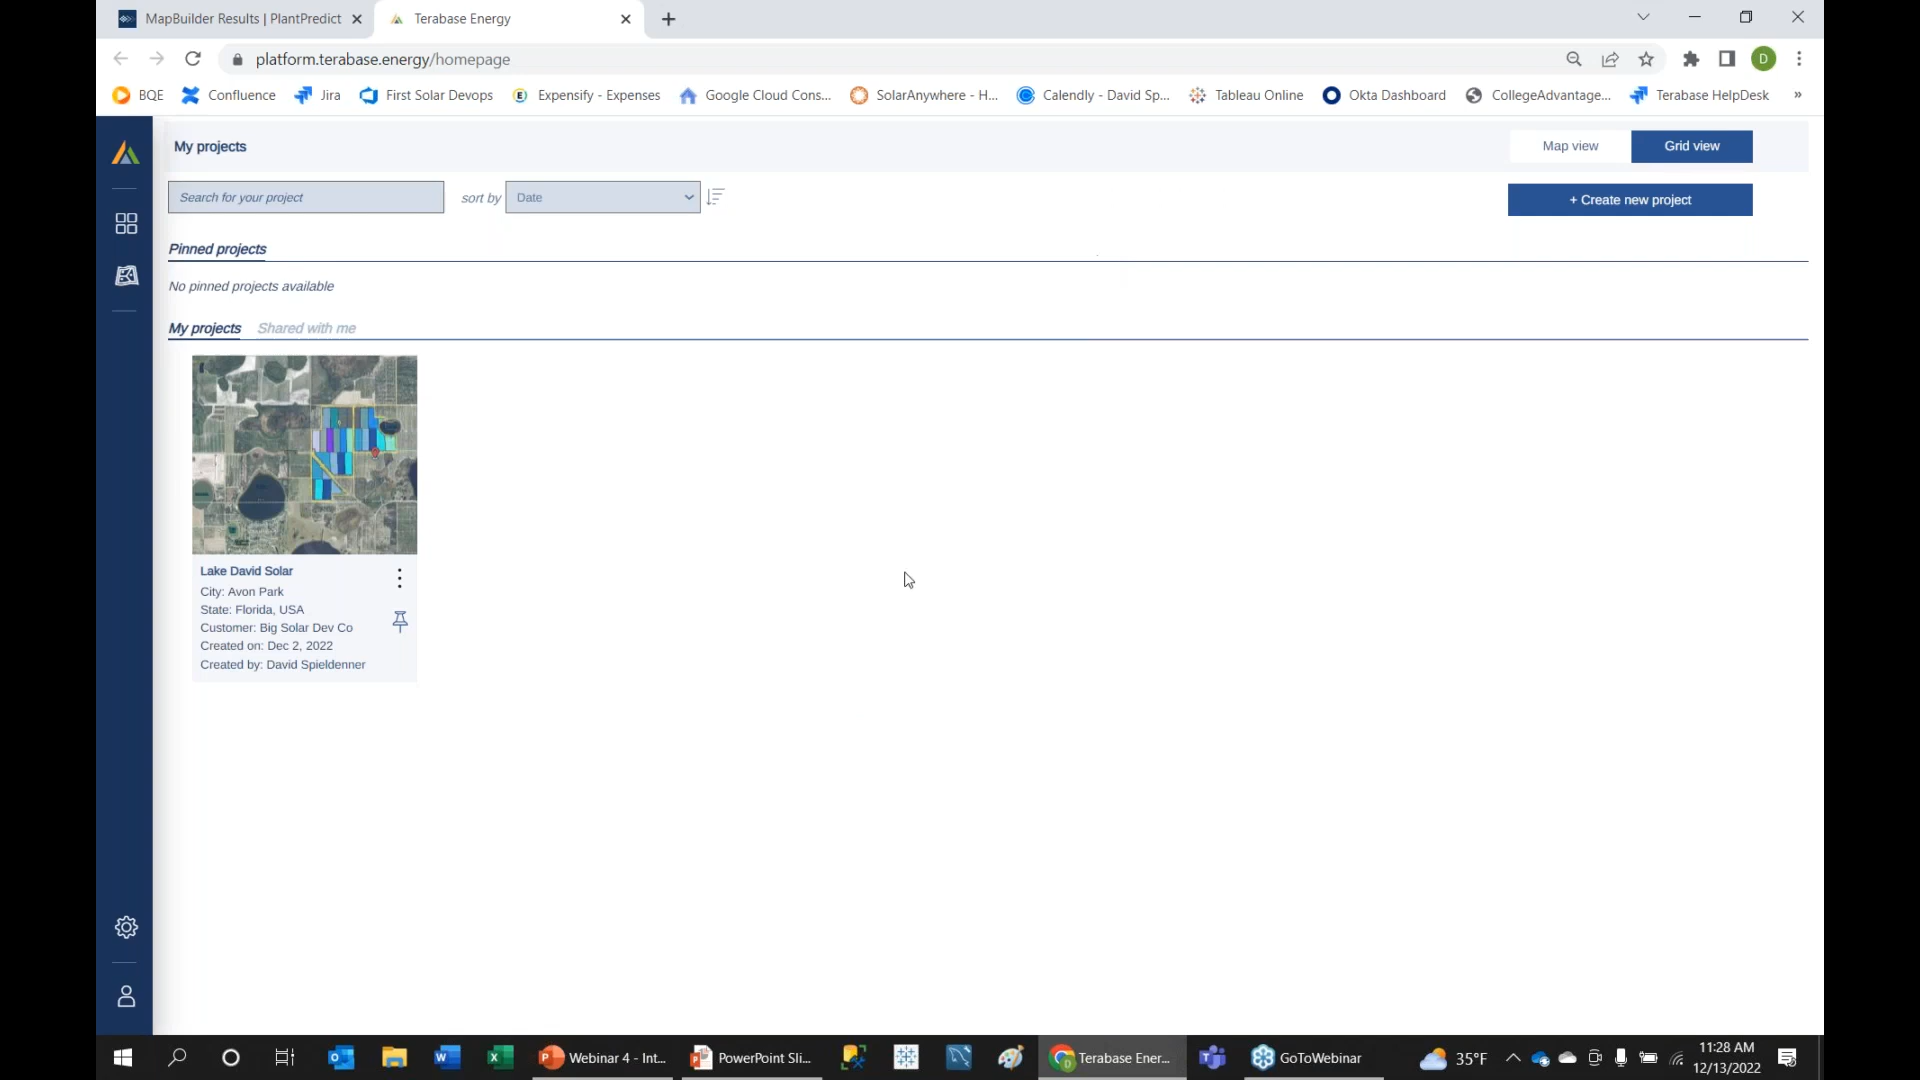 MapBuilder Results | PlantPredict
Terabase Energy
platform.terabase.energy/homepage
D
BQE
Confluence
Jira
First Solar Devops
Expensify - Expenses
Google Cloud Cons...
SolarAnywhere - H...
Calendly - David Sp...
Tableau Online
Okta Dashboard
CollegeAdvantage...
Terabase HelpDesk
»
My projects
Map view
Grid view
Search for your project
sort by
Date
+ Create new project
Pinned projects
No pinned projects available
My projects
Shared with me
Lake David Solar
City: Avon Park
State: Florida, USA
Customer: Big Solar Dev Co
Created on: Dec 2, 2022
Created by: David Spieldenner
Webinar 4 - Int...
PowerPoint Sli...
Terabase Ener...
GoToWebinar
35°F
11:28 AM
12/13/2022